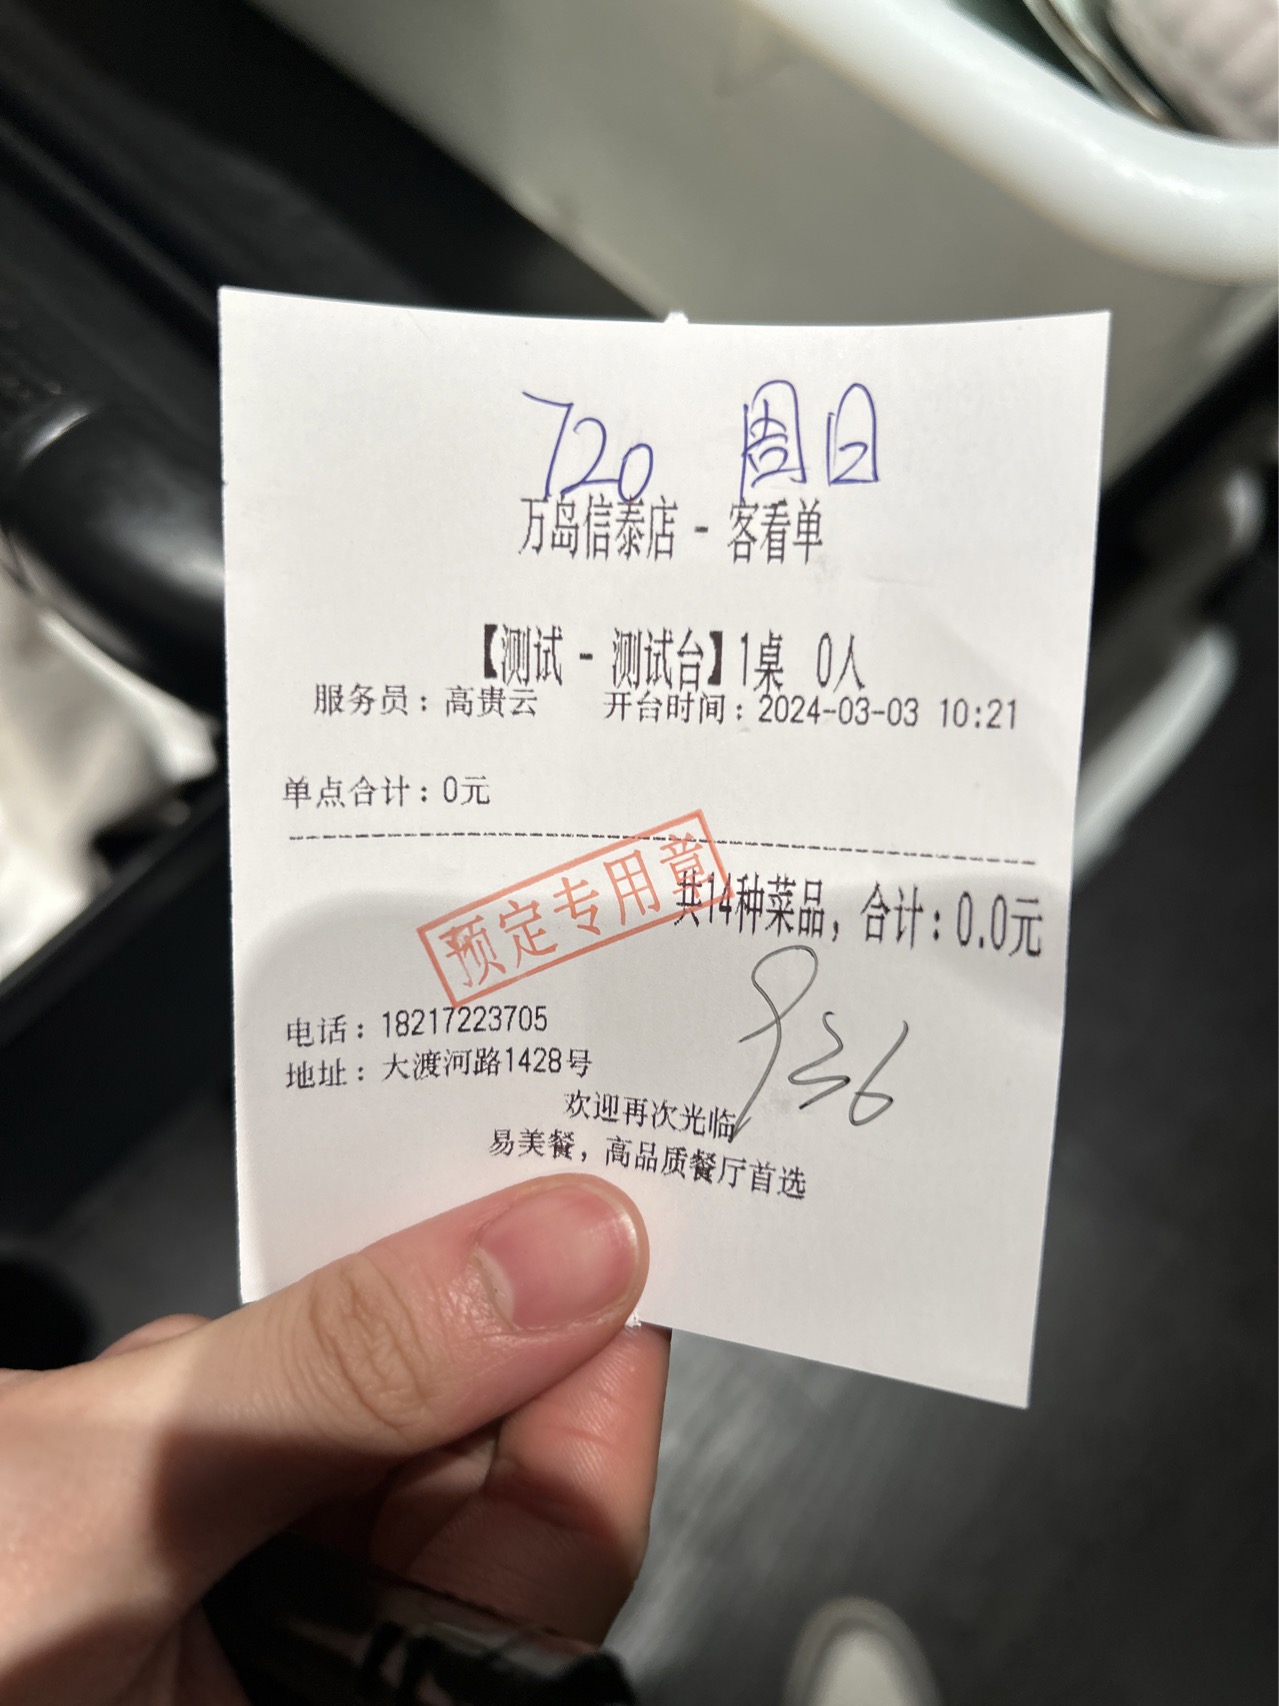 720 周日
万岛信泰店 - 客看单
【测试 - 测试台】1桌 0人
服务员：高贵云 开台时间：2024-03-03 10:21
单点合计：0元
预定专用章
共14种菜品，合计：0.0元
电话：18217223705
地址：大渡河路1428号
欢迎再次光临
易美餐，高品质餐厅首选